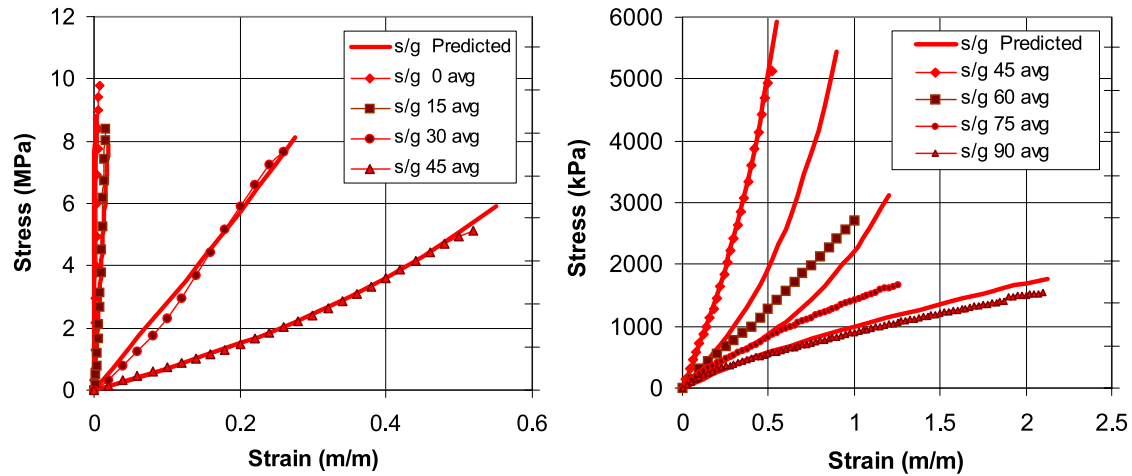 12
10
8
6
4
2
0
Stress (MPa)
s/g Predicted
s/g 0 avg
s/g 15 avg
s/g 30 avg
s/g 45 avg
0
0.2
0.4
0.6
Strain (m/m)
6000
5000
4000
3000
2000
1000
0
Stress (kPa)
s/g Predicted
s/g 45 avg
s/g 60 avg
s/g 75 avg
s/g 90 avg
0
0.5
1
1.5
2
2.5
Strain (m/m)